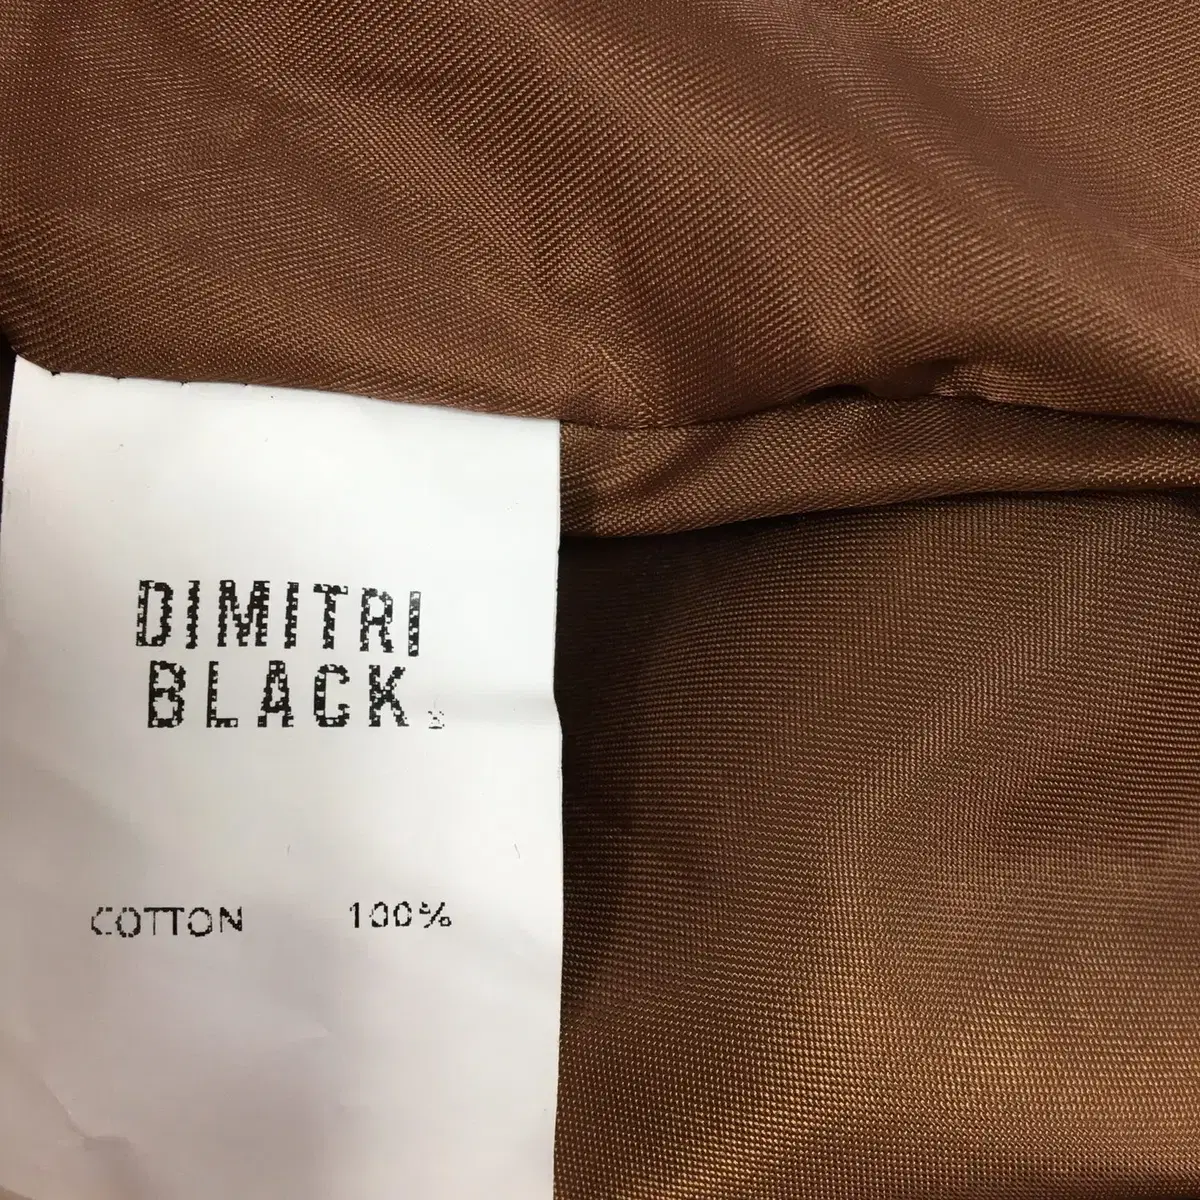 DIMITRI
BLACK.
COTTON 100%